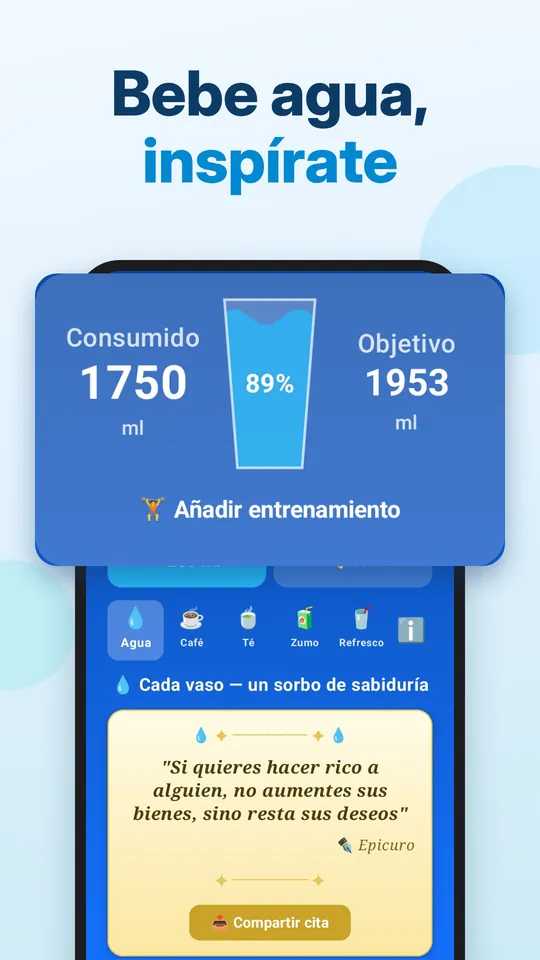 Bebe agua,
inspírate
Consumido
1750
ml
89%
Objetivo
1953
ml
Añadir entrenamiento
Agua
Café
Té
Zumo
Refresco
Cada vaso — un sorbo de sabiduría
"Si quieres hacer rico a
alguien, no aumentes sus
bienes, sino resta sus deseos"
Epicuro
Compartir cita